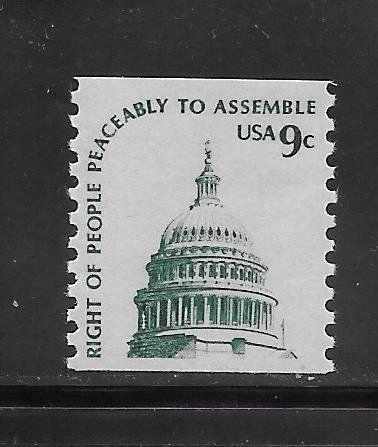 RIGHT OF PEOPLE PEACEABLY TO ASSEMBLE
USA 9c